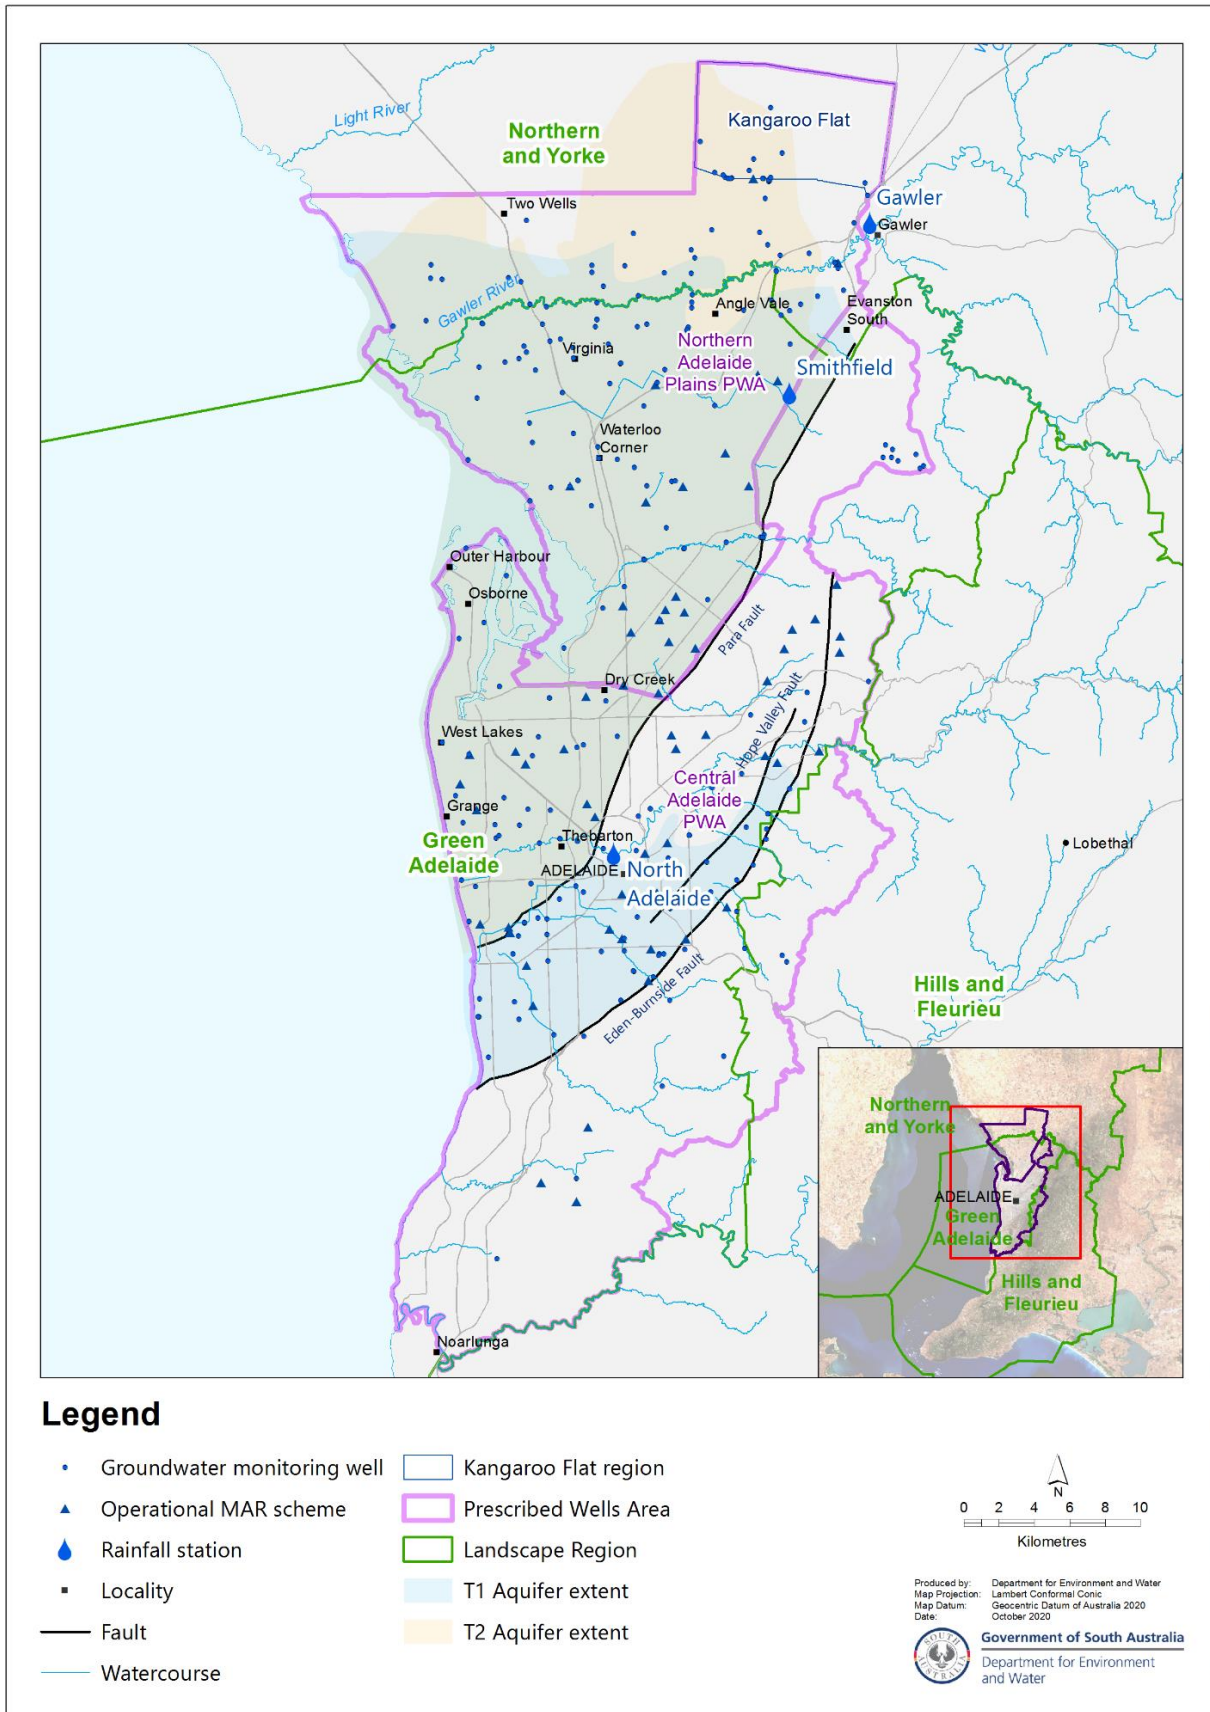 Light River
Northern
and Yorke
Kangaroo Flat
Two Wells
Gawler
Gawler
Gawler River
Angle Vale
Evanston
South
Virginia
Northern
Adelaide
Plains PWA
Smithfield
Waterloo
Corner
Outer Harbour
Osborne
Para Fault
Dry Creek
West Lakes
Hope Valley Fault
Central
Adelaide
PWA
Grange
Green
Adelaide
Thebarton
ADELAIDE
North
Adelaide
Lobethal
Eden-Burnside Fault
Hills and
Fleurieu
Noarlunga
Northern
and Yorke
ADELAIDE
Green
Adelaide
Hills and
Fleurieu
Legend
Groundwater monitoring well
Operational MAR scheme
Rainfall station
Locality
Fault
Watercourse
Kangaroo Flat region
Prescribed Wells Area
Landscape Region
T1 Aquifer extent
T2 Aquifer extent
N
0 2 4 6 8 10
Kilometres
Produced by: Department for Environment and Water
Map Projection: Lambert Conformal Conic
Map Datum: Geocentric Datum of Australia 2020
Date: October 2020
SOUTH AUSTRALIA
Government of South Australia
Department for Environment
and Water